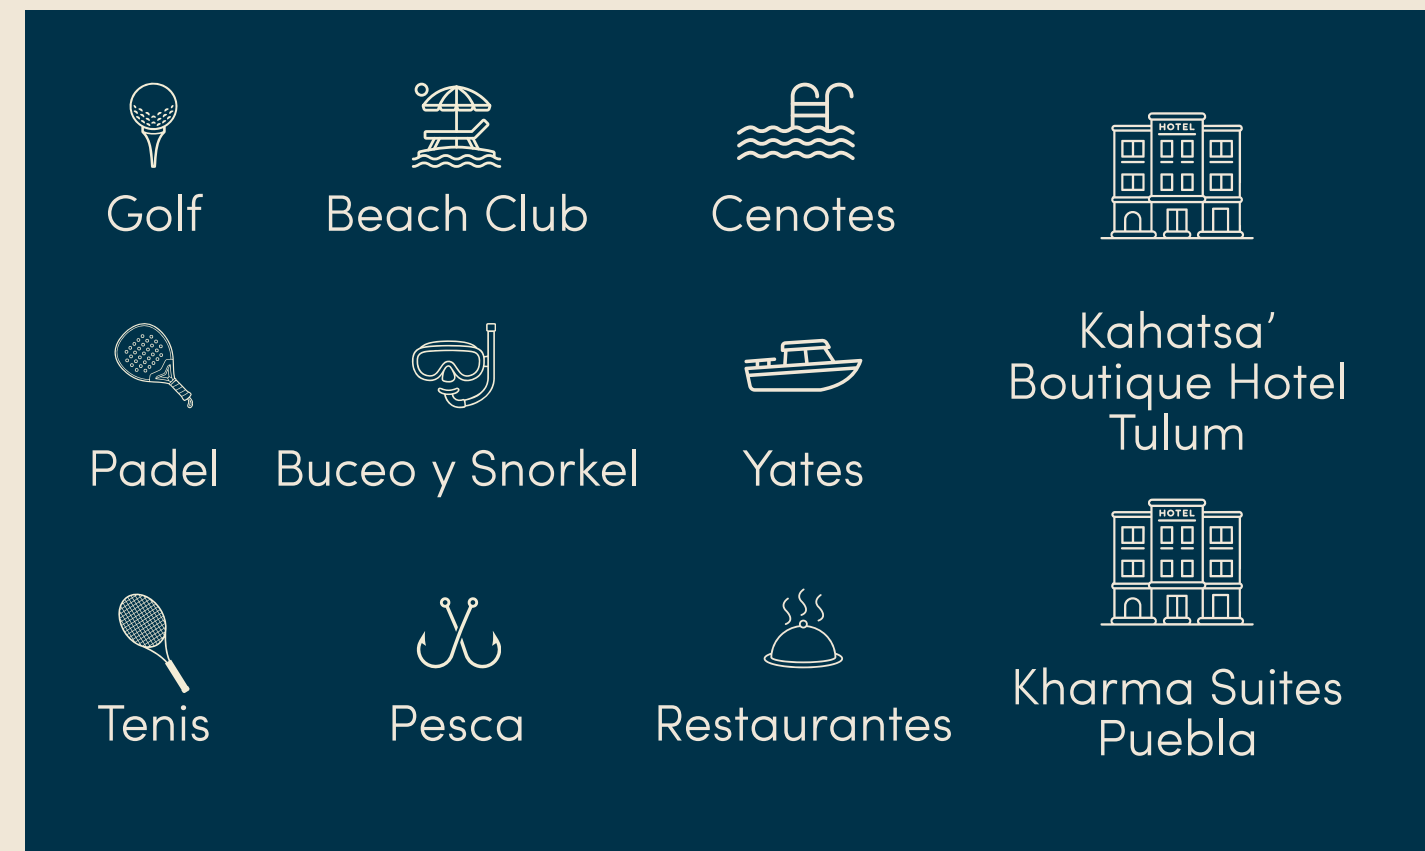 Golf
Beach Club
Cenotes
HOTEL
Kahatsa’
Boutique Hotel
Tulum
Padel
Buceo y Snorkel
Yates
HOTEL
Kharma Suites
Puebla
Tenis
Pesca
Restaurantes